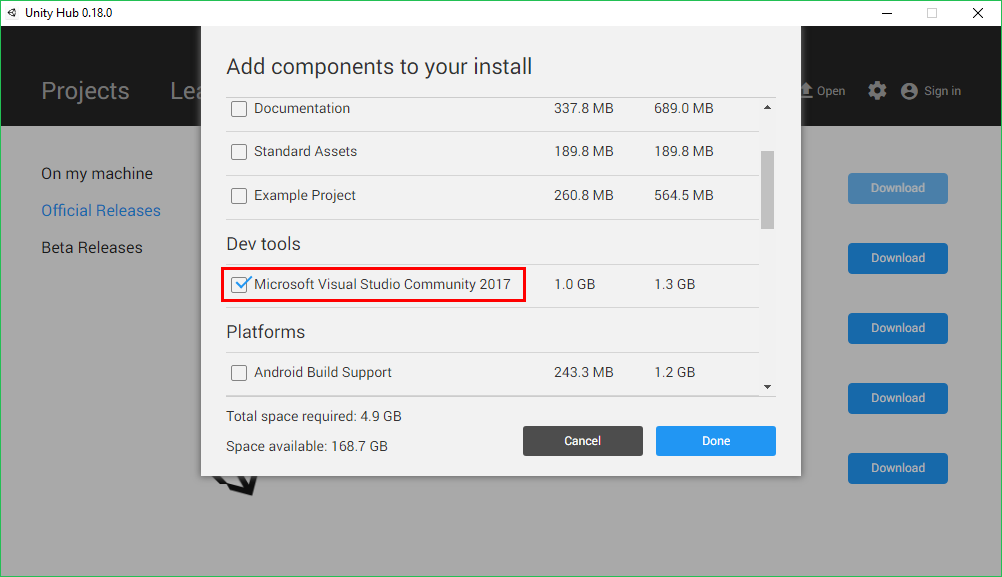 Unity Hub 0.18.0
Add components to your install
Projects
Open
Sign in
Documentation 337.8 MB 689.0 MB
Standard Assets 189.8 MB 189.8 MB
Example Project 260.8 MB 564.5 MB
Dev tools
Microsoft Visual Studio Community 2017 1.0 GB 1.3 GB
Platforms
Android Build Support 243.3 MB 1.2 GB
Total space required: 4.9 GB
Space available: 168.7 GB
Cancel
Done
On my machine
Official Releases
Beta Releases
Download
Download
Download
Download
Download